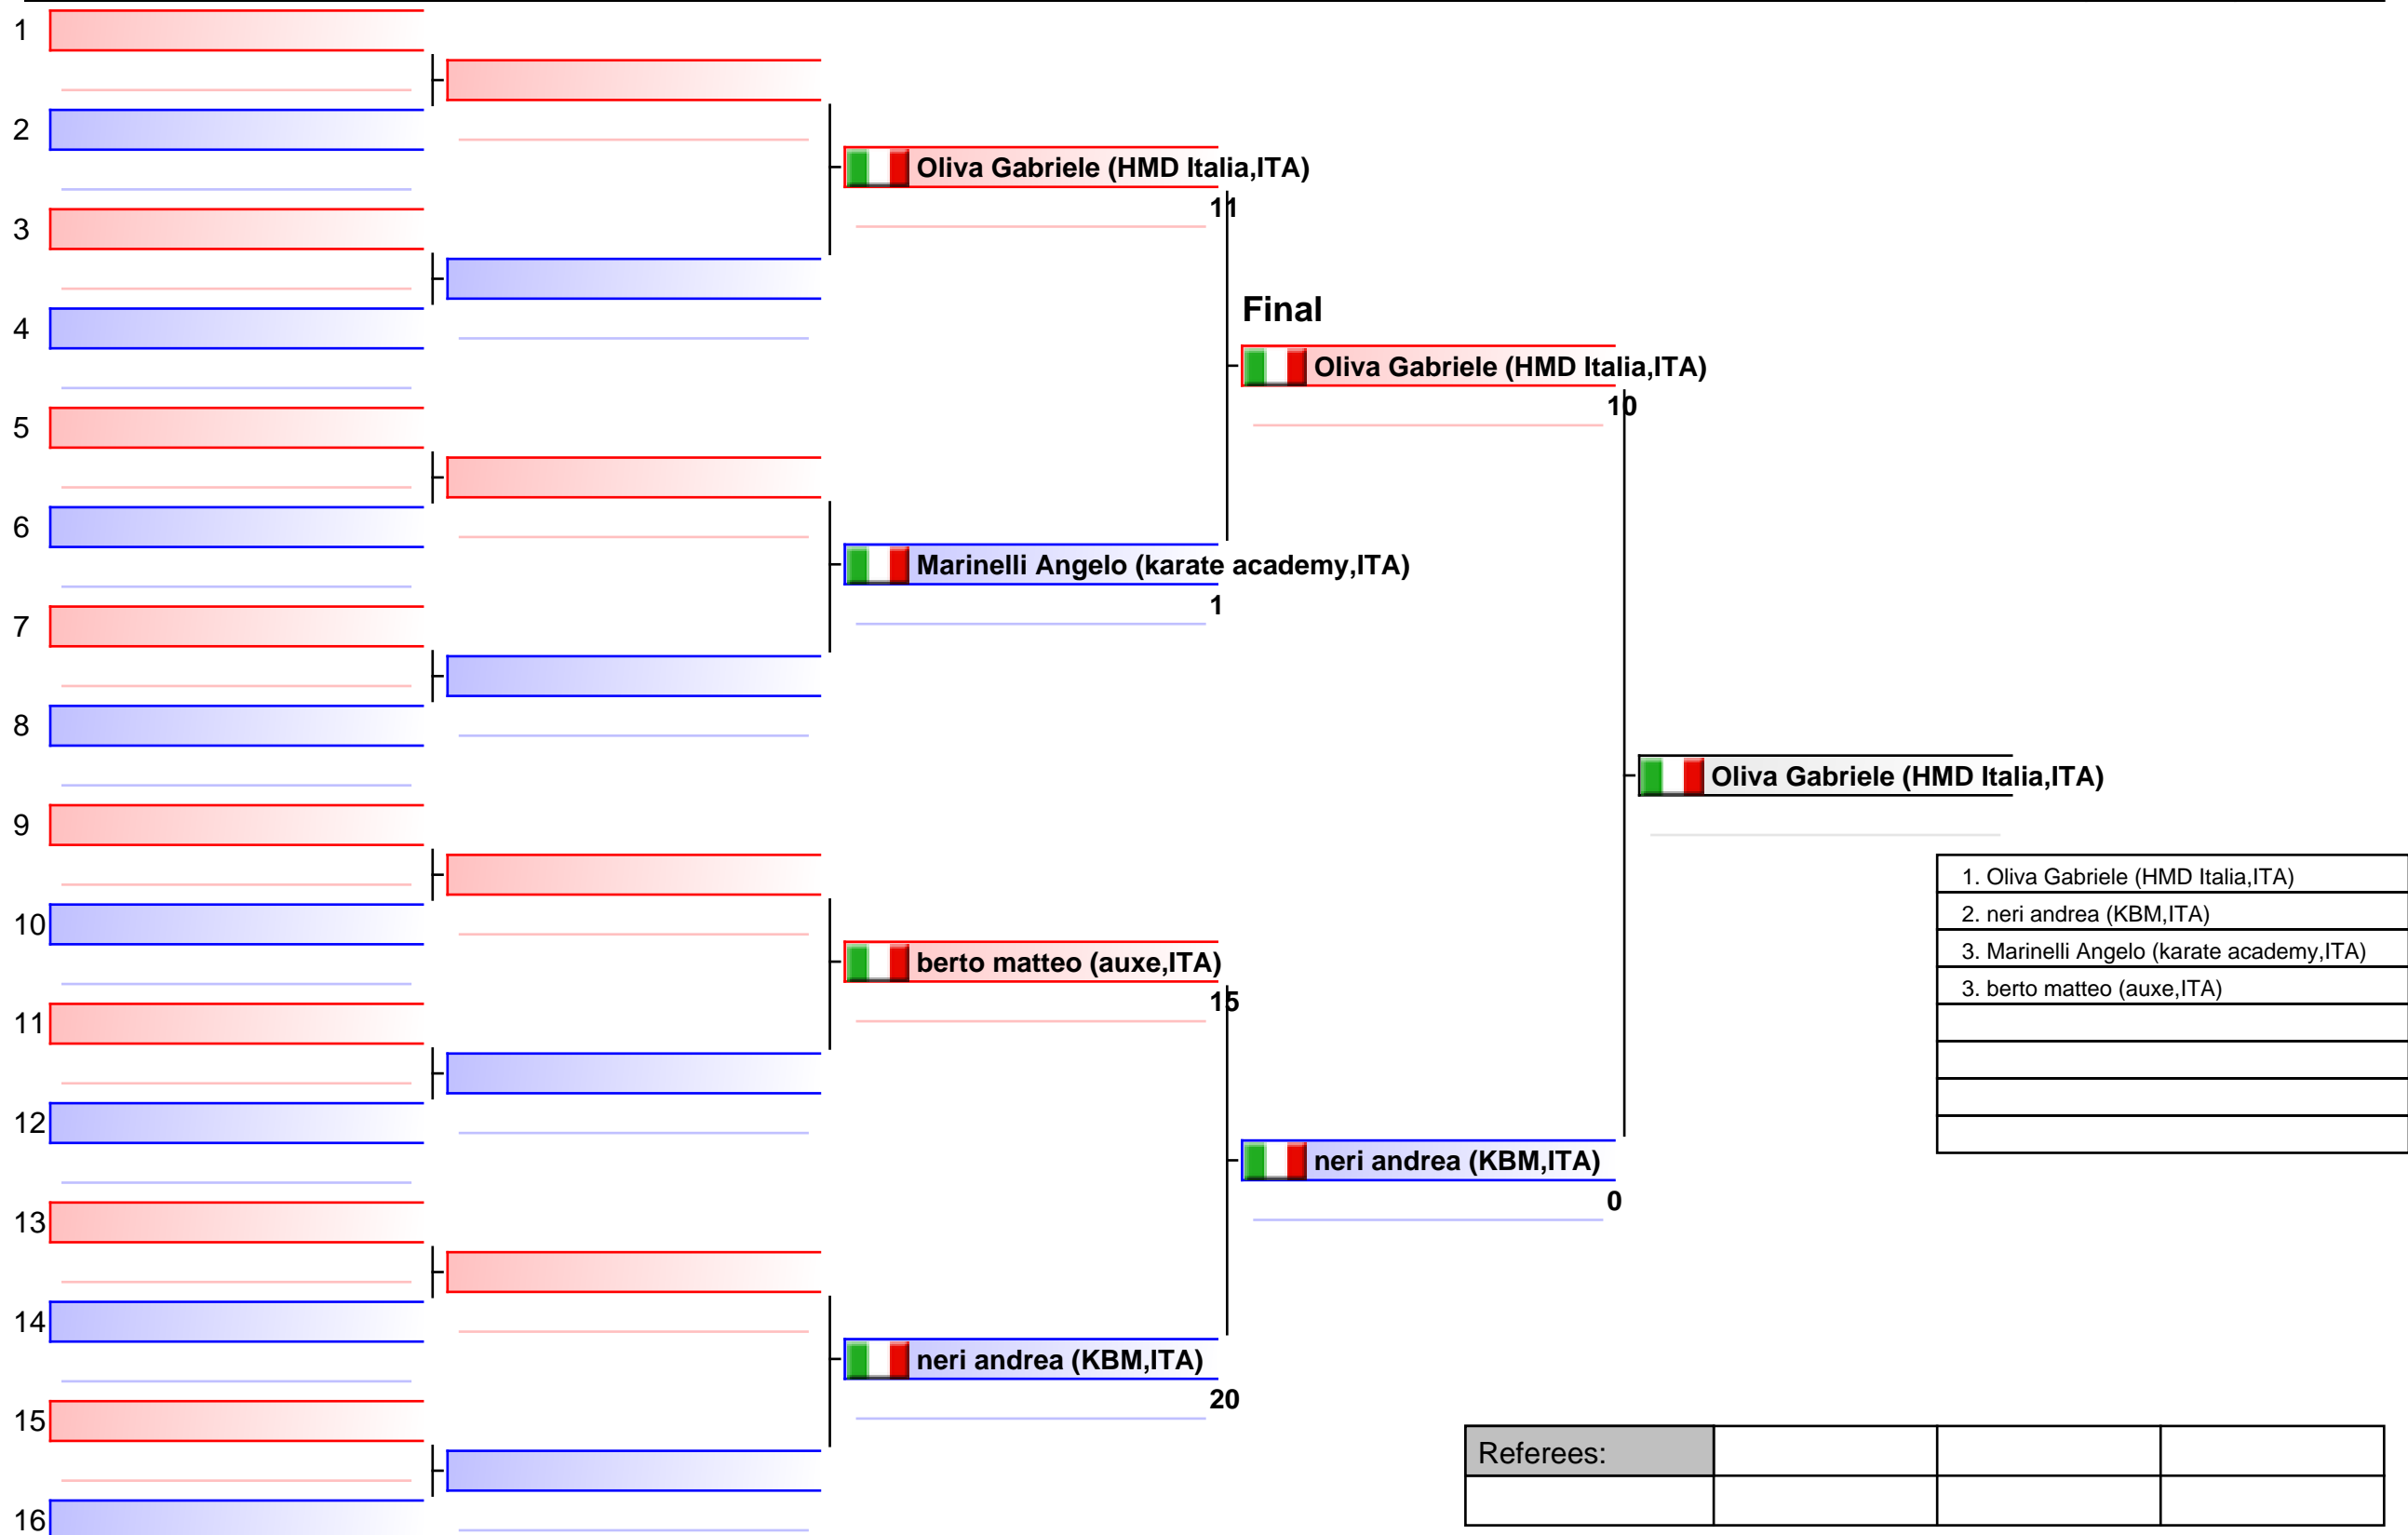 1
2
Oliva Gabriele (HMD Italia,ITA)
11
3
Final
4
Oliva Gabriele (HMD Italia,ITA)
10
5
6
Marinelli Angelo (karate academy,ITA)
1
7
8
Oliva Gabriele (HMD Italia,ITA)
9
1. Oliva Gabriele (HMD Italia,ITA)
2. neri andrea (KBM,ITA)
3. Marinelli Angelo (karate academy,ITA)
3. berto matteo (auxe,ITA)
10
berto matteo (auxe,ITA)
15
11
12
neri andrea (KBM,ITA)
0
13
14
neri andrea (KBM,ITA)
20
15
Referees:
16